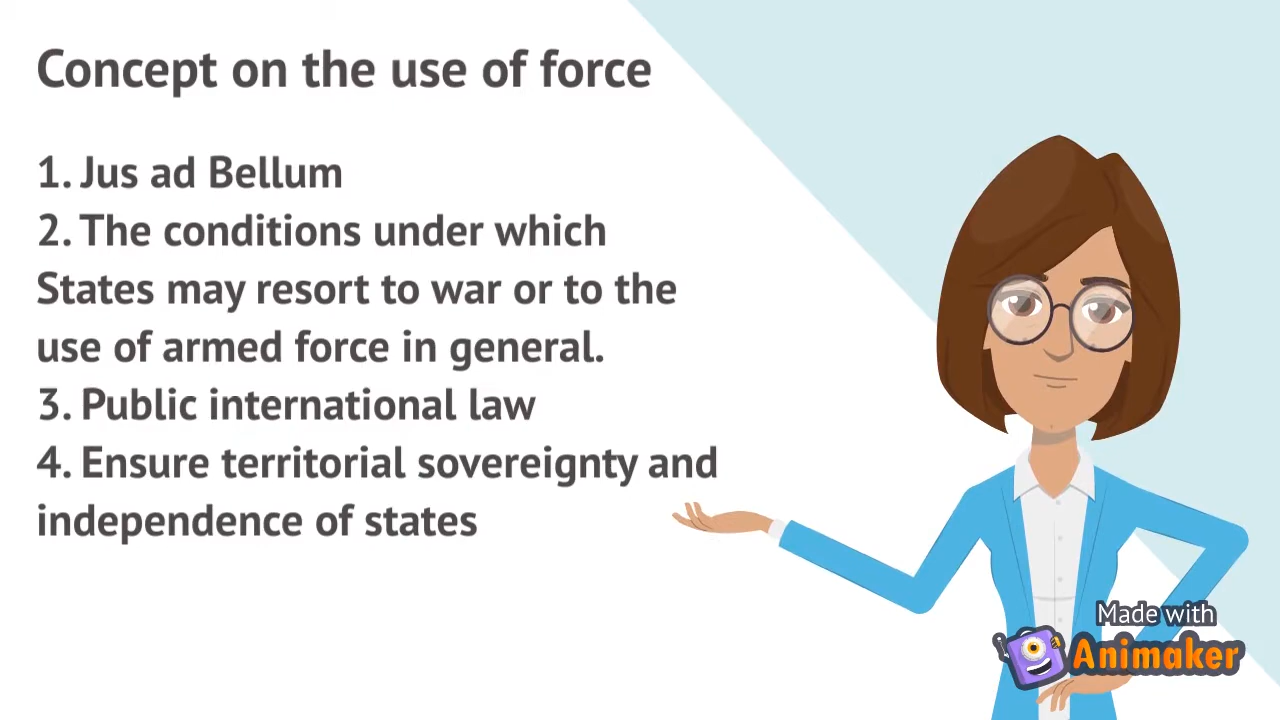 Concept on the use of force
1. Jus ad Bellum
2. The conditions under which
States may resort to war or to the
use of armed force in general.
3. Public international law
4. Ensure territorial sovereignty and
independence of states
Made with
Animaker